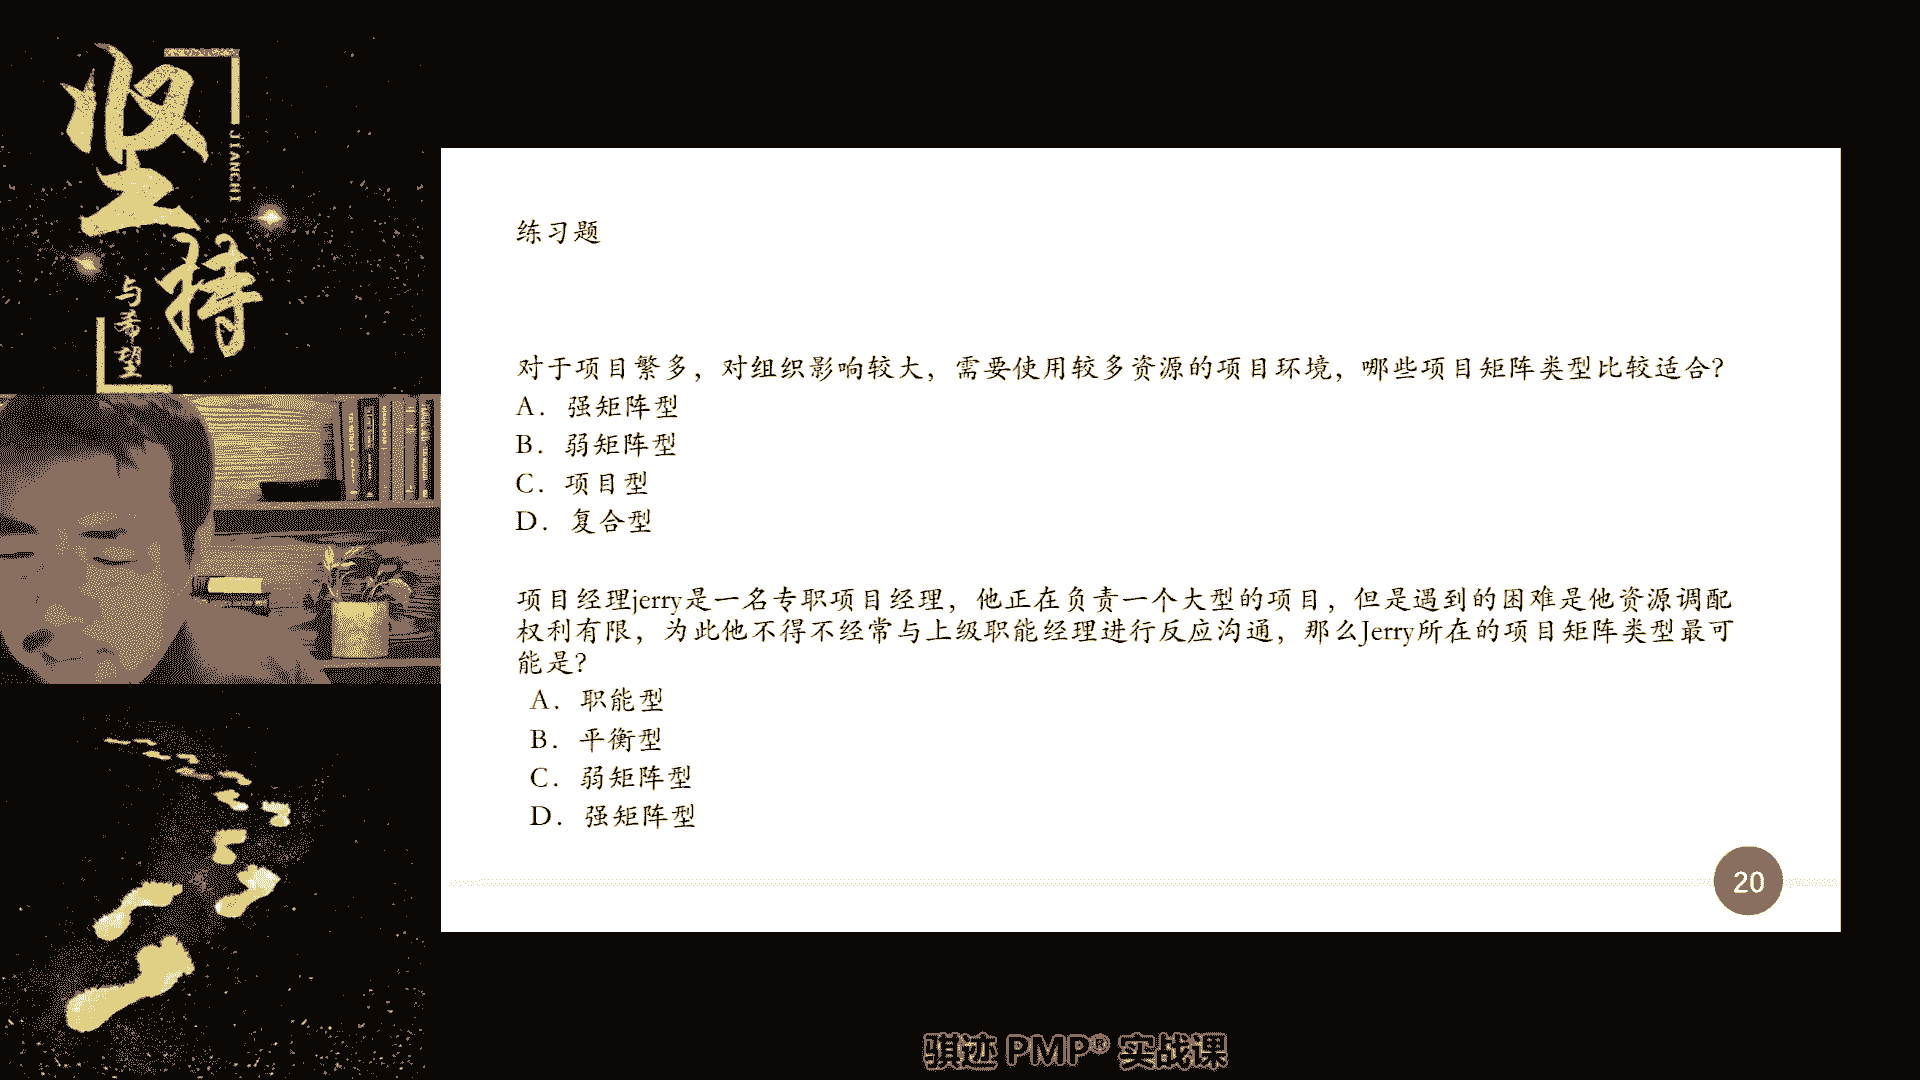 坚持
JIANCHI
与希望
练习题
对于项目繁多，对组织影响较大，需要使用较多资源的项目环境，哪些项目矩阵类型比较适合？
A．强矩阵型
B．弱矩阵型
C．项目型
D．复合型
项目经理jerry是一名专职项目经理，他正在负责一个大型的项目，但是遇到的困难是他资源调配
权利有限，为此他不得不经常与上级职能经理进行反应沟通，那么Jerry所在的项目矩阵类型最可
能是？
A．职能型
B．平衡型
C．弱矩阵型
D．强矩阵型
20
骐迹 PMP® 实战课